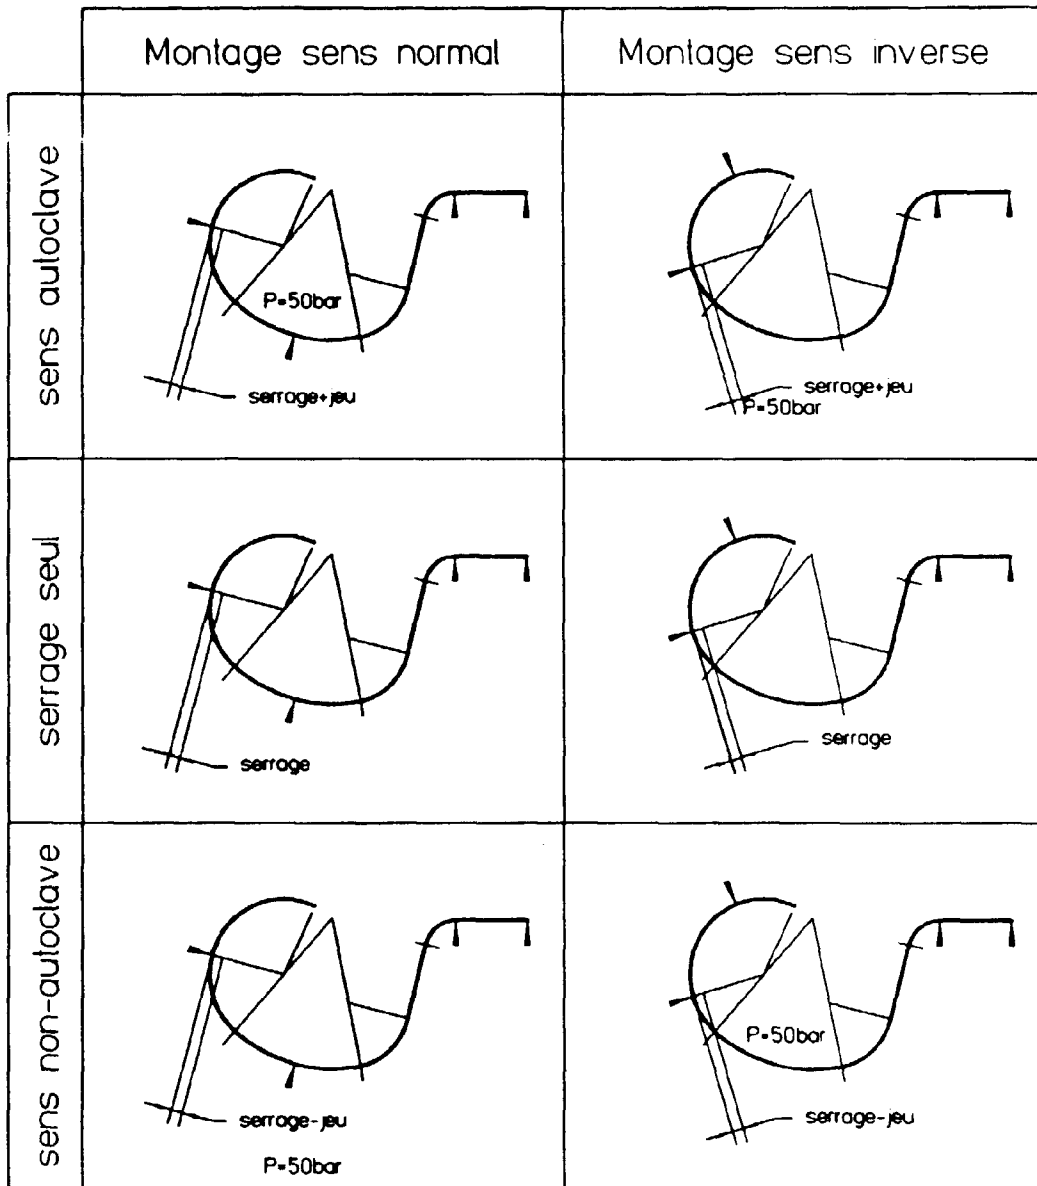 Montage sens normal
Montage sens inverse
sens autoclave
P=50bar
serrage+jeu
serrage+jeu
P=50bar
serrage seul
serrage
serrage
sens non-autoclave
serrage-jeu
P=50bar
P=50bar
serrage-jeu